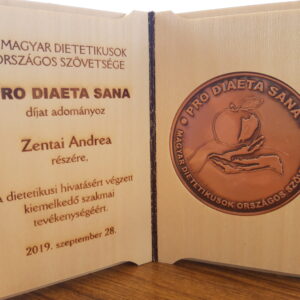 MAGYAR DIETETIKUSOK
ORSZÁGOS SZÖVETSÉGE
PRO DIAETA SANA
díjat adományoz
Zentai Andrea
részére,
A dietetikusi hivatásért végzett
kiemelkedő szakmai
tevékenységéért.
2019. szeptember 28.
PRO DIAETA SANA
MAGYAR DIETETIKUSOK ORSZÁGOS